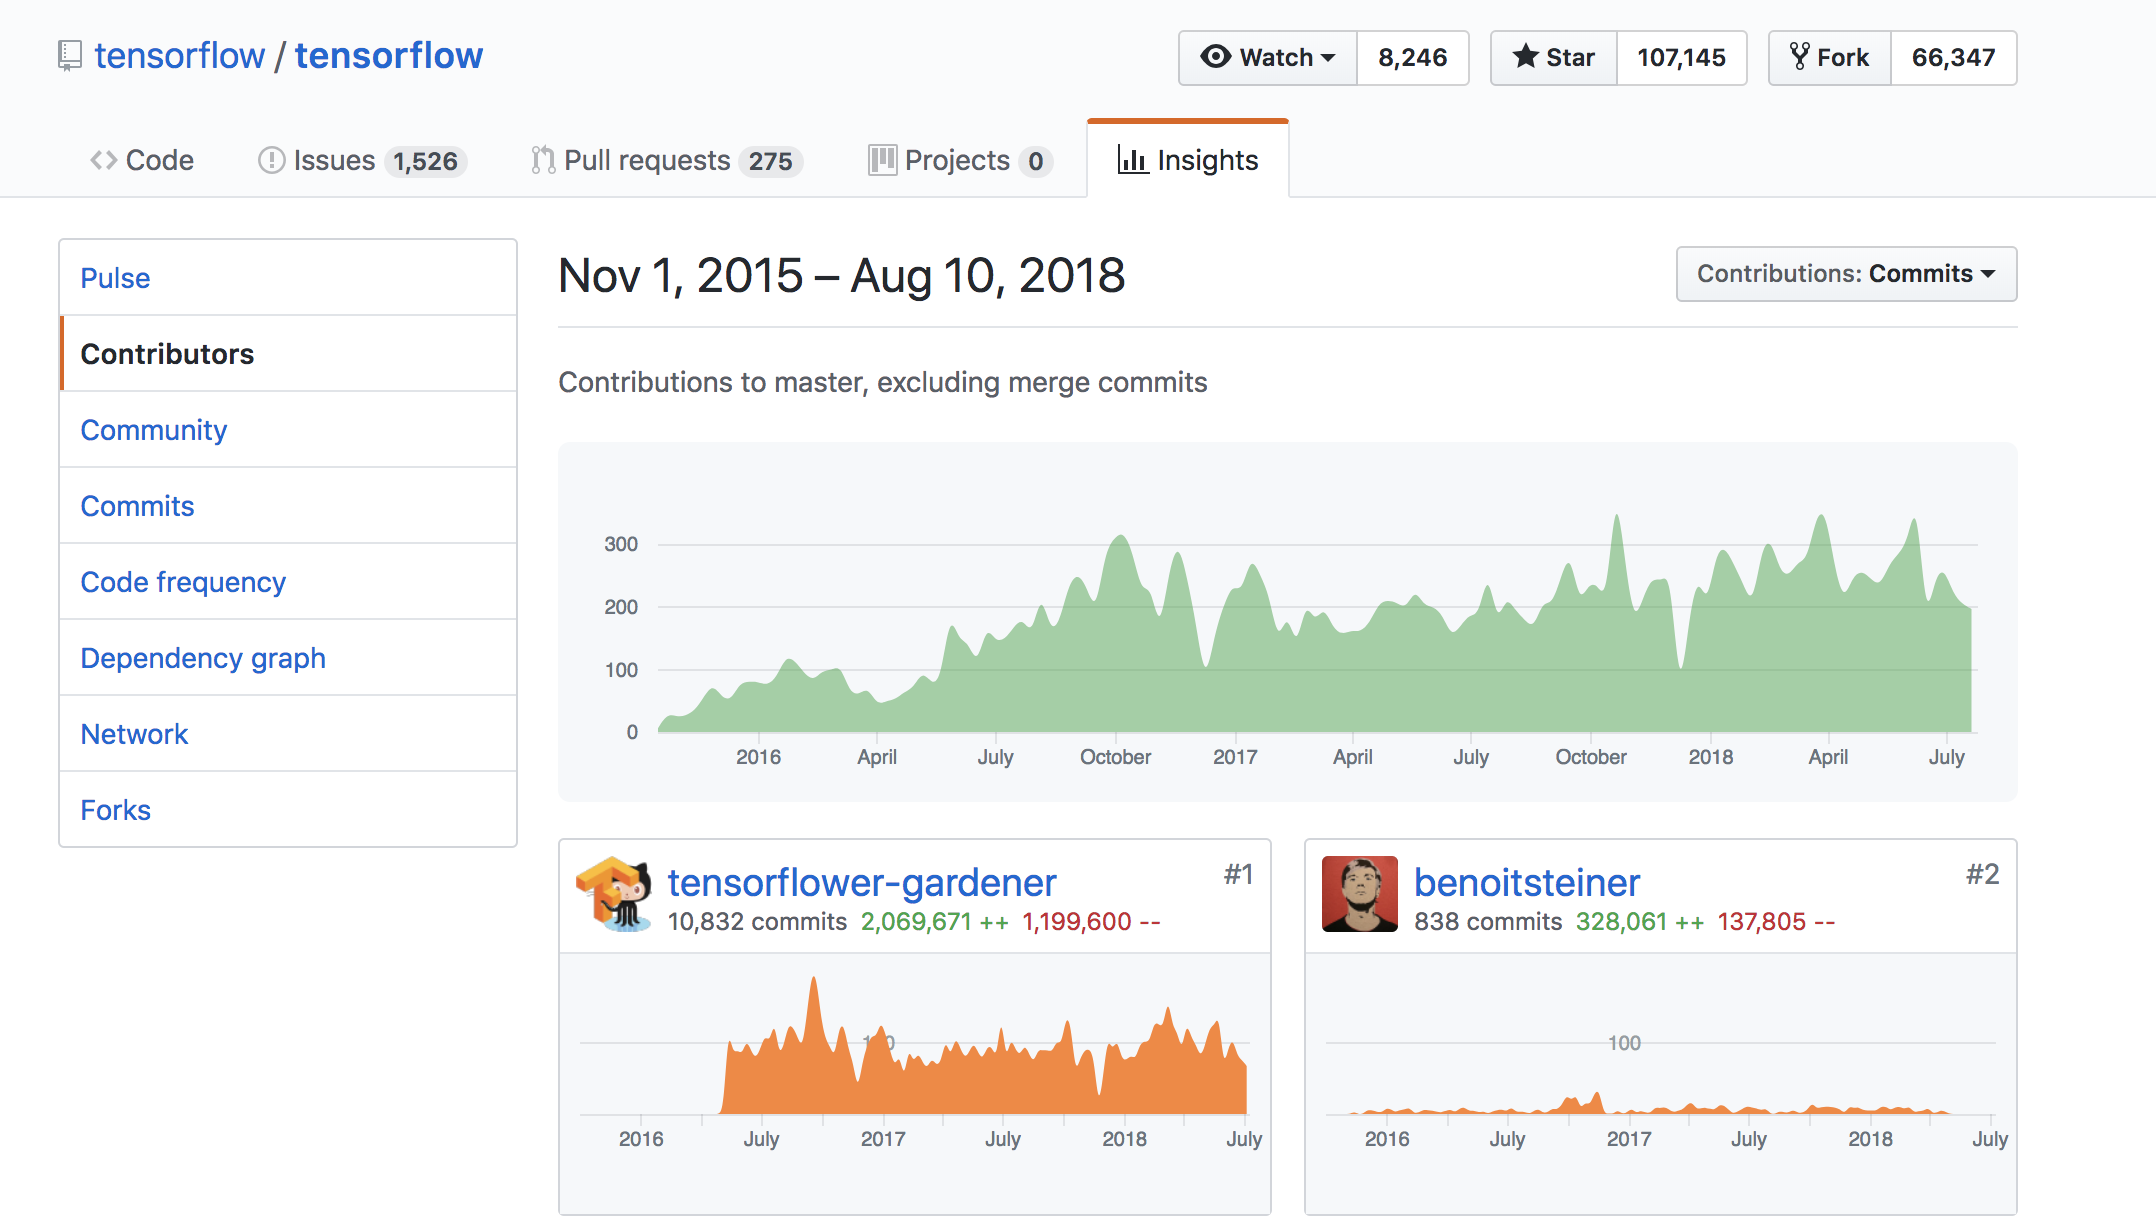 tensorflow / tensorflow
Watch 8,246 Star 107,145 Fork 66,347
Code Issues 1,526 Pull requests 275 Projects 0 Insights
Pulse
Contributors
Community
Commits
Code frequency
Dependency graph
Network
Forks
Nov 1, 2015 – Aug 10, 2018
Contributions: Commits
Contributions to master, excluding merge commits
300
200
100
0
2016 April July October 2017 April July October 2018 April July
tensorflower-gardener #1
10,832 commits 2,069,671 ++ 1,199,600 --
2016 July 2017 July 2018 July
benoitsteiner #2
838 commits 328,061 ++ 137,805 --
100
2016 July 2017 July 2018 July